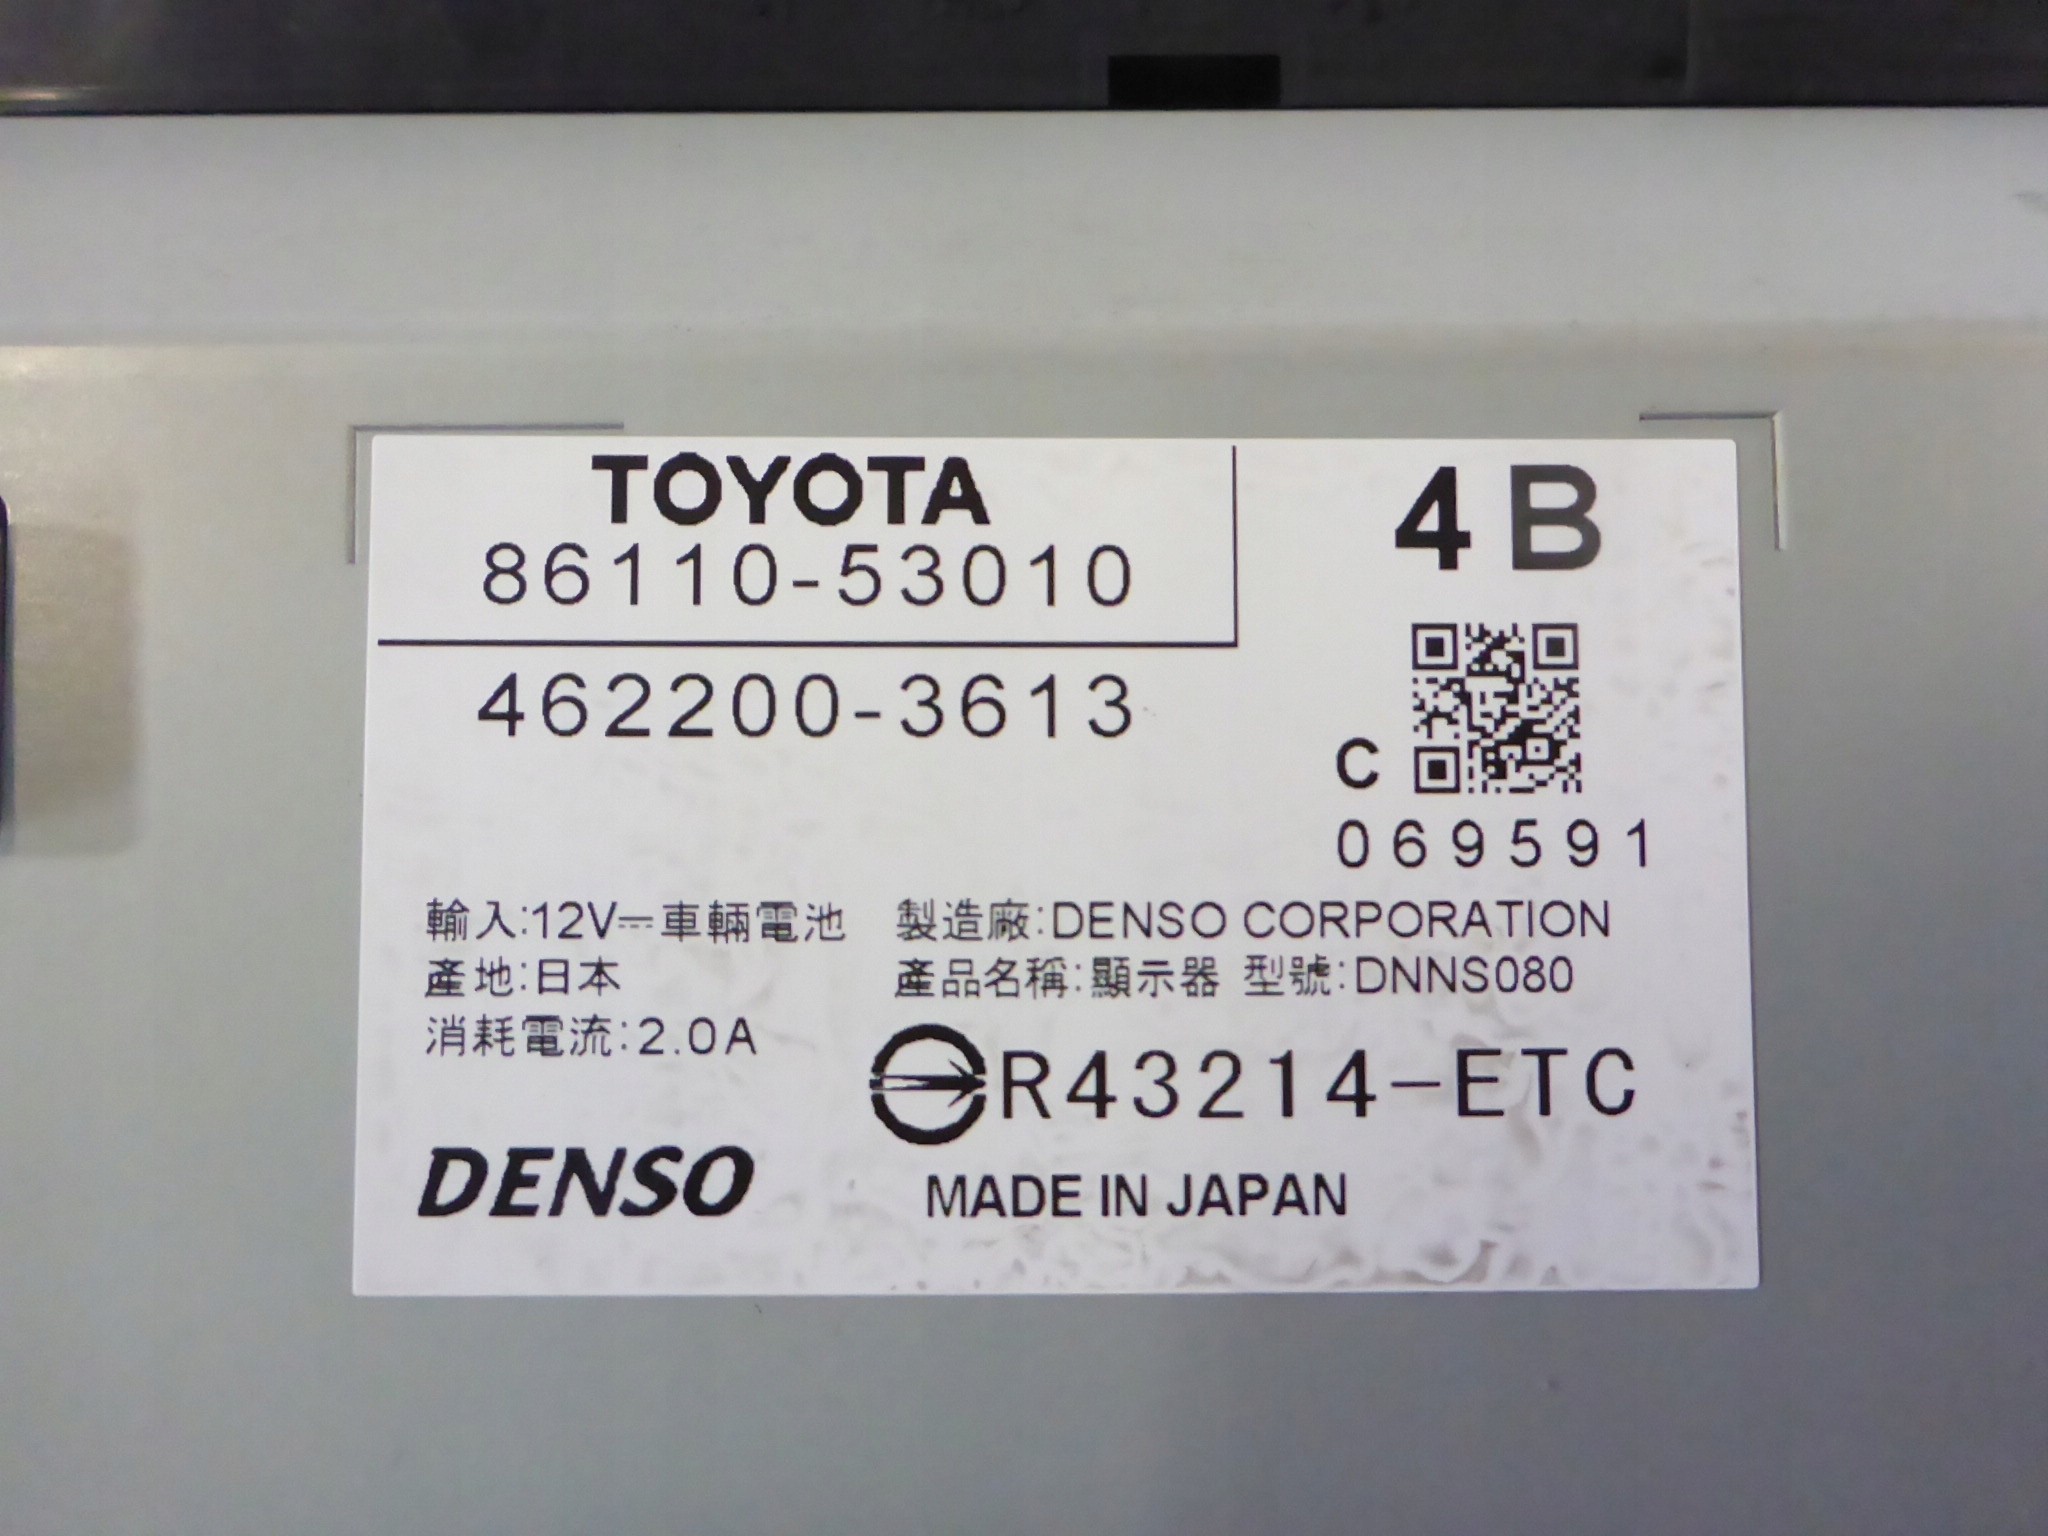 TOYOTA
86110-53010
4B
462200-3613
C
069591
輸入:12V⎓車輛電池
製造廠:DENSO CORPORATION
產地:日本
產品名稱:顯示器 型號:DNNS080
消耗電流:2.0A
R43214-ETC
DENSO
MADE IN JAPAN